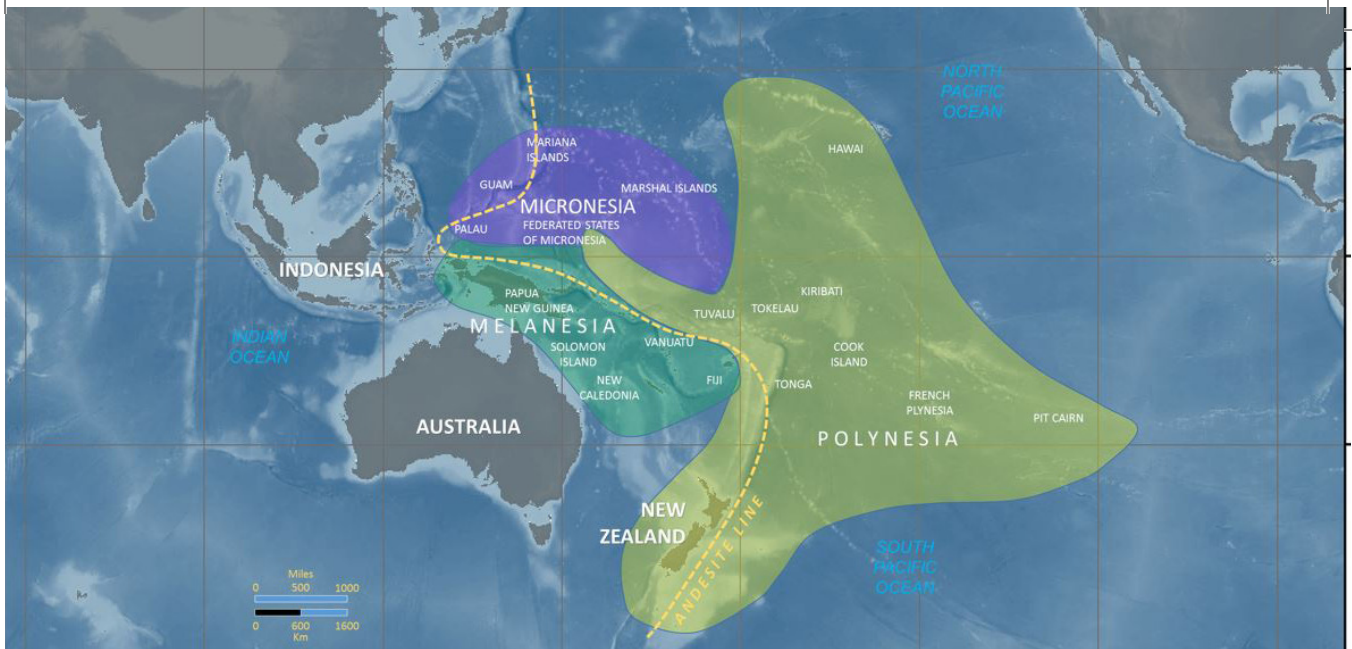 NORTH
PACIFIC
OCEAN
MARIANA
ISLANDS
HAWAI
GUAM
MARSHAL ISLANDS
MICRONESIA
PALAU
FEDERATED STATES
OF MICRONESIA
INDONESIA
PAPUA
NEW GUINEA
KIRIBATI
TUVALU
TOKELAU
MELANESIA
INDIAN
OCEAN
SOLOMON
ISLAND
VANUATU
COOK
ISLAND
NEW
CALEDONIA
FIJI
TONGA
FRENCH
PLYNESIA
PIT CAIRN
AUSTRALIA
POLYNESIA
NEW
ZEALAND
ANDESITE LINE
SOUTH
PACIFIC
OCEAN
Miles
0 500 1000
0 600 1600
Km